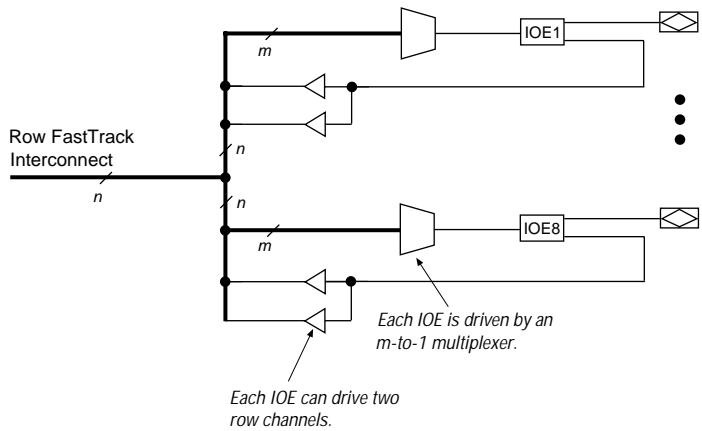 m
IOE1
n
Row FastTrack
Interconnect
n
n
m
IOE8
Each IOE is driven by an
m-to-1 multiplexer.
Each IOE can drive two
row channels.